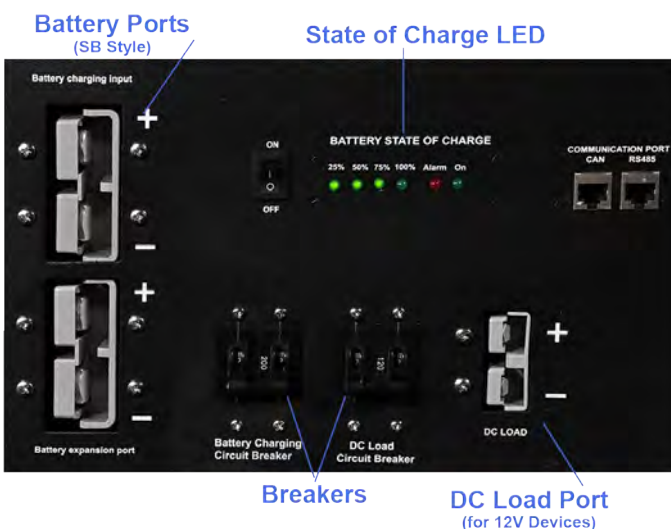 Battery Ports
(SB Style)
State of Charge LED
Battery charging input
+
−
ON
I
O
OFF
BATTERY STATE OF CHARGE
25% 50% 75% 100% Alarm On
COMMUNICATION PORT
CAN RS485
+
−
Battery expansion port
200
Battery Charging
Circuit Breaker
120
DC Load
Circuit Breaker
+
−
DC LOAD
Breakers
DC Load Port
(for 12V Devices)